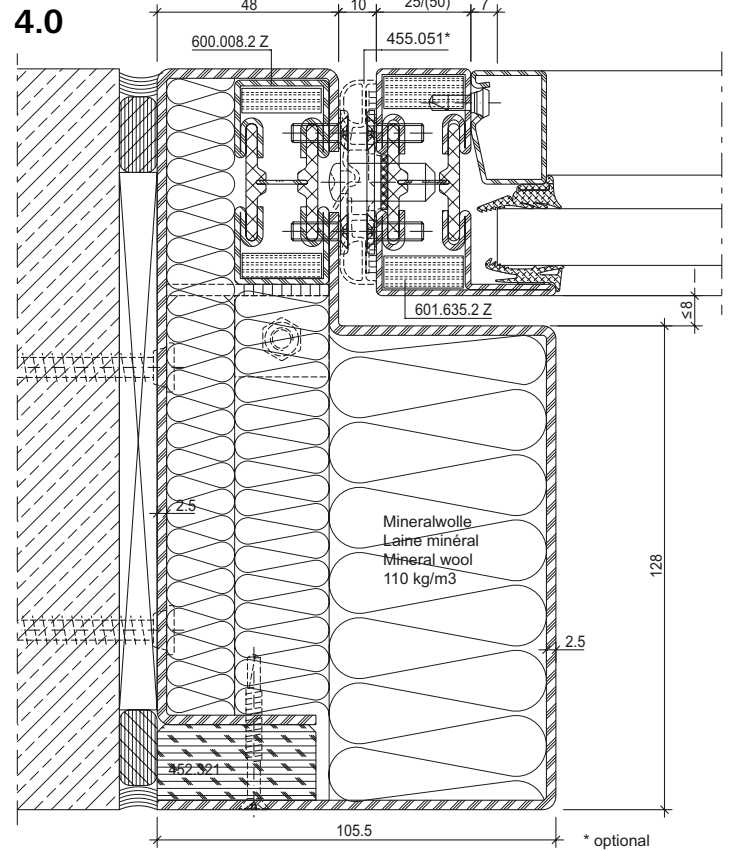 4.0
48
10
25/(50)
7
600.008.2 Z
455.051*
601.635.2 Z
≤8
2.5
Mineralwolle
Laine minéral
Mineral wool
110 kg/m3
128
2.5
452.321
105.5
* optional